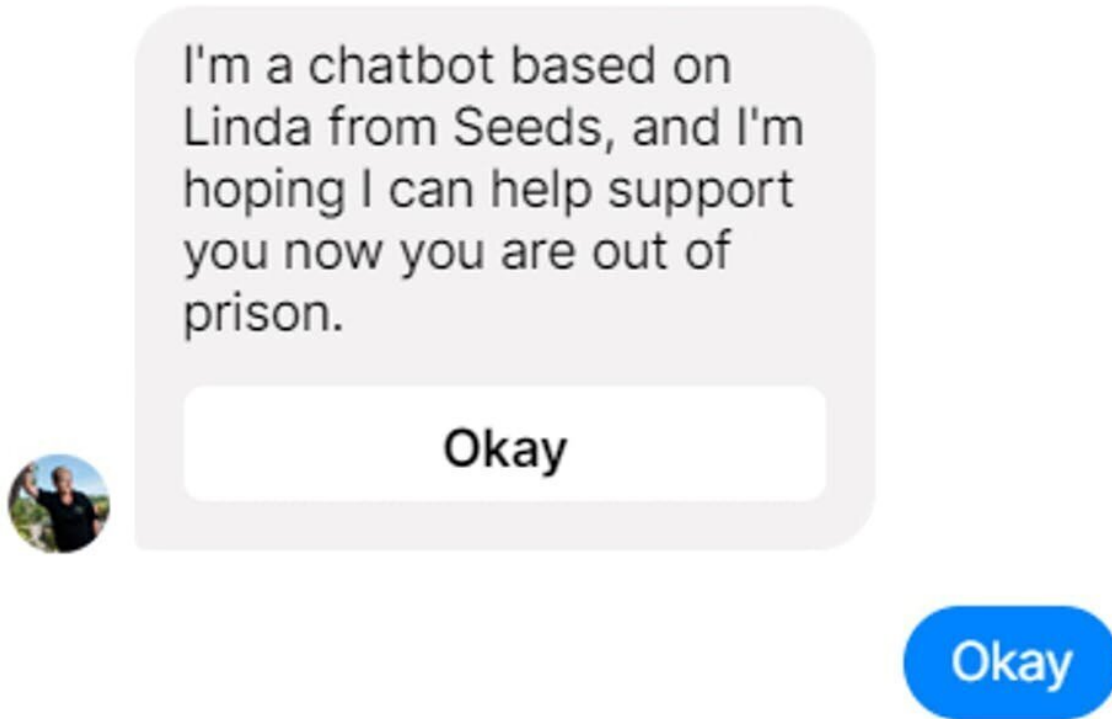 I'm a chatbot based on
Linda from Seeds, and I'm
hoping I can help support
you now you are out of
prison.
Okay
Okay